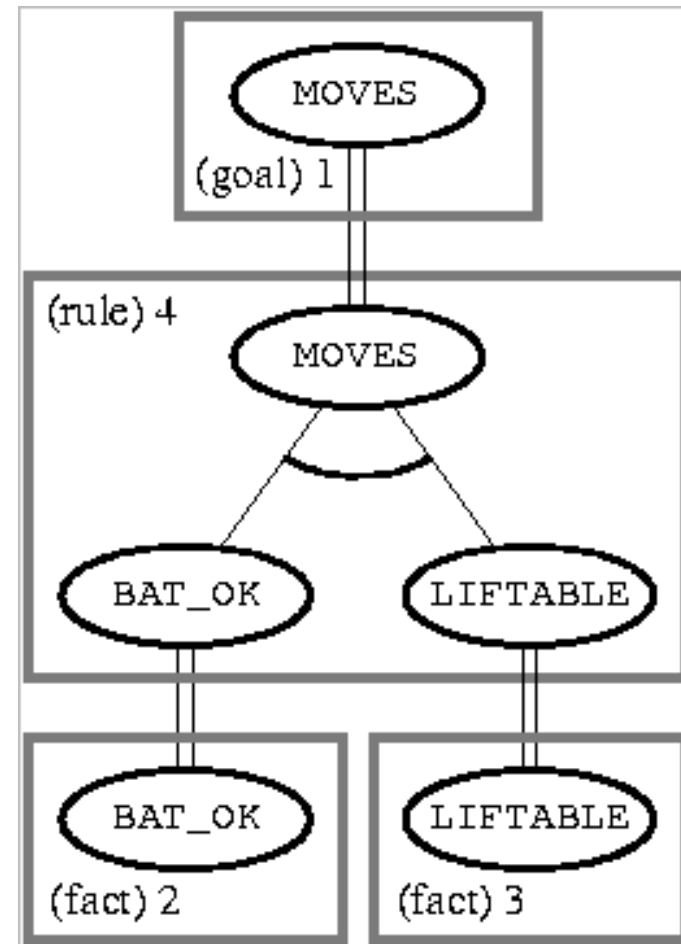 MOVES
(goal) 1
(rule) 4
MOVES
BAT_OK
LIFTABLE
BAT_OK
LIFTABLE
(fact) 2
(fact) 3